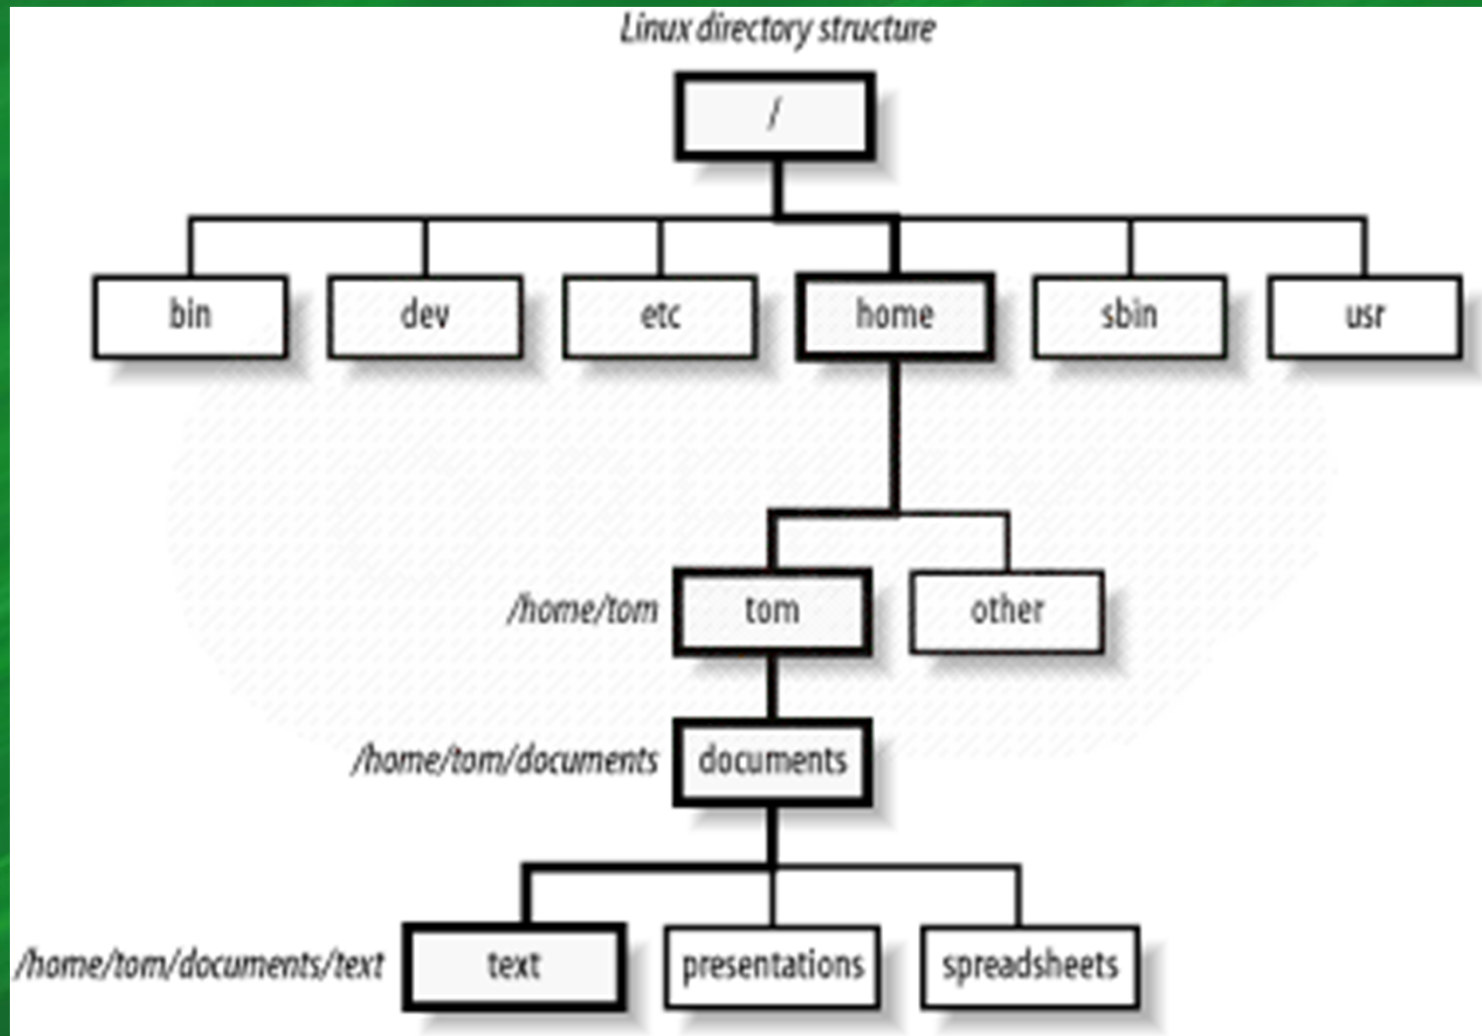 Linux directory structure
/
bin dev etc home sbin usr
/home/tom tom other
/home/tom/documents documents
/home/tom/documents/text text presentations spreadsheets